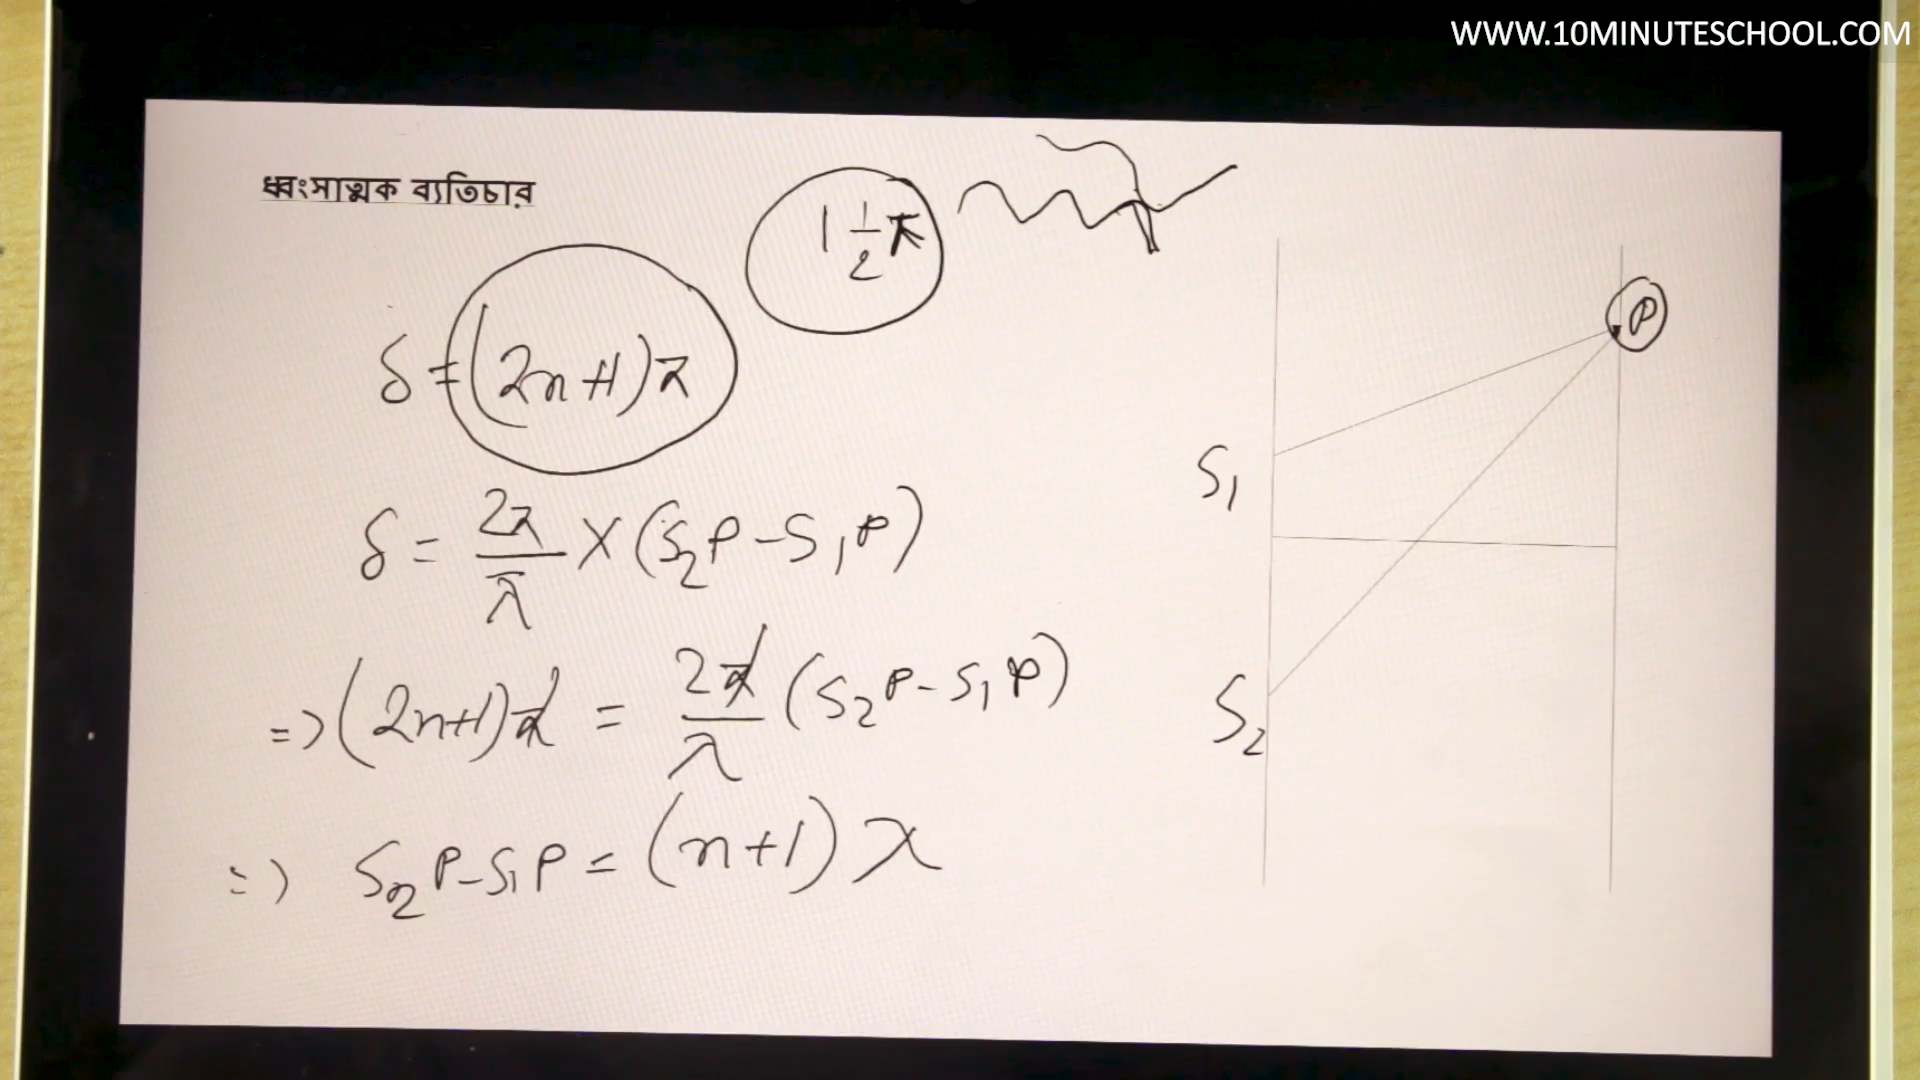 WWW.10MINUTESCHOOL.COM
ধ্বংসাত্মক ব্যতিচার
1 1/2 π
δ = (2n+1)π
P
δ = 2π/λ × (S₂P - S₁P)
S₁
=> (2n+1)π = 2π/λ (S₂P - S₁P)
S₂
=> S₂P - S₁P = (n+1) λ